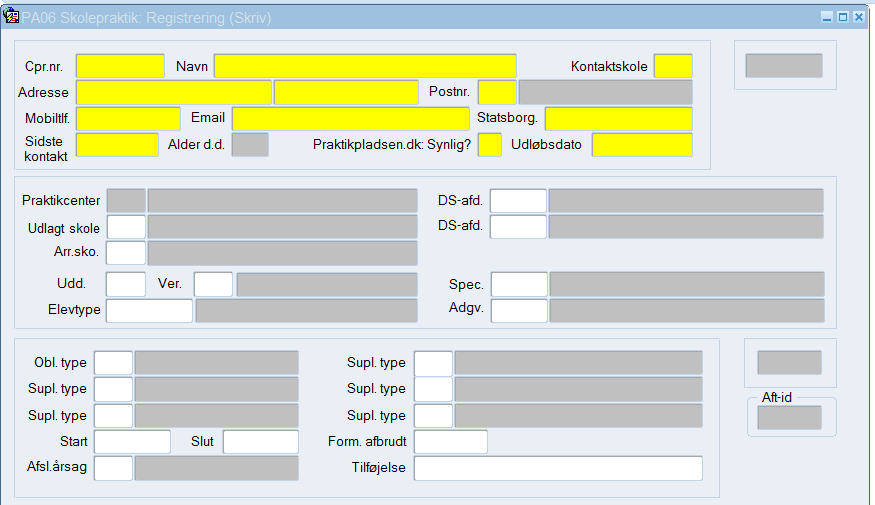 PA06 Skolepraktik: Registrering (Skriv)
Cpr.nr. Navn Kontaktskole
Adresse Postnr.
Mobiltlf. Email Statsborg.
Sidste kontakt Alder d.d. Praktikpladsen.dk: Synlig? Udløbsdato
Praktikcenter DS-afd.
Udlagt skole DS-afd.
Arr.sko.
Udd. Ver. Spec.
Elevtype Adgv.
Obl. type Supl. type
Supl. type Supl. type
Aft-id
Supl. type Supl. type
Start Slut Form. afbrudt
Afsl.årsag Tilføjelse